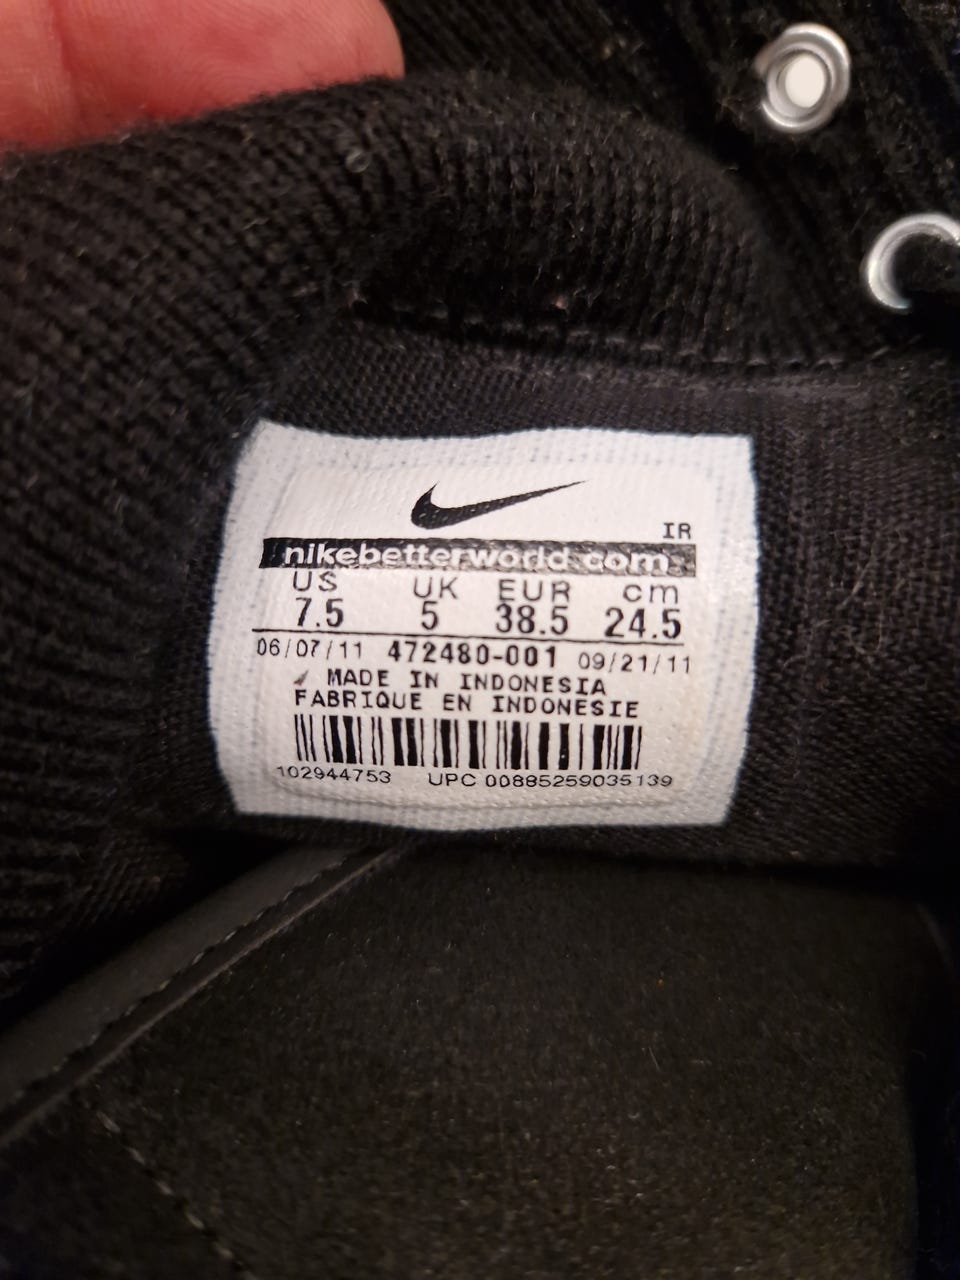 IR
nikebetterworld.com
US UK EUR cm
7.5 5 38.5 24.5
06/07/11 472480-001 09/21/11
MADE IN INDONESIA
FABRIQUE EN INDONESIE
102944753 UPC 00885259035139